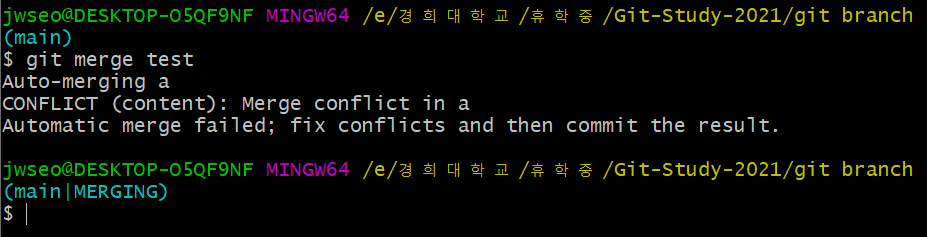 jwseo@DESKTOP-O5QF9NF MINGW64 /e/경희대학교/휴학중/Git-Study-2021/git branch
(main)
$ git merge test
Auto-merging a
CONFLICT (content): Merge conflict in a
Automatic merge failed; fix conflicts and then commit the result.
jwseo@DESKTOP-O5QF9NF MINGW64 /e/경희대학교/휴학중/Git-Study-2021/git branch
(main|MERGING)
$